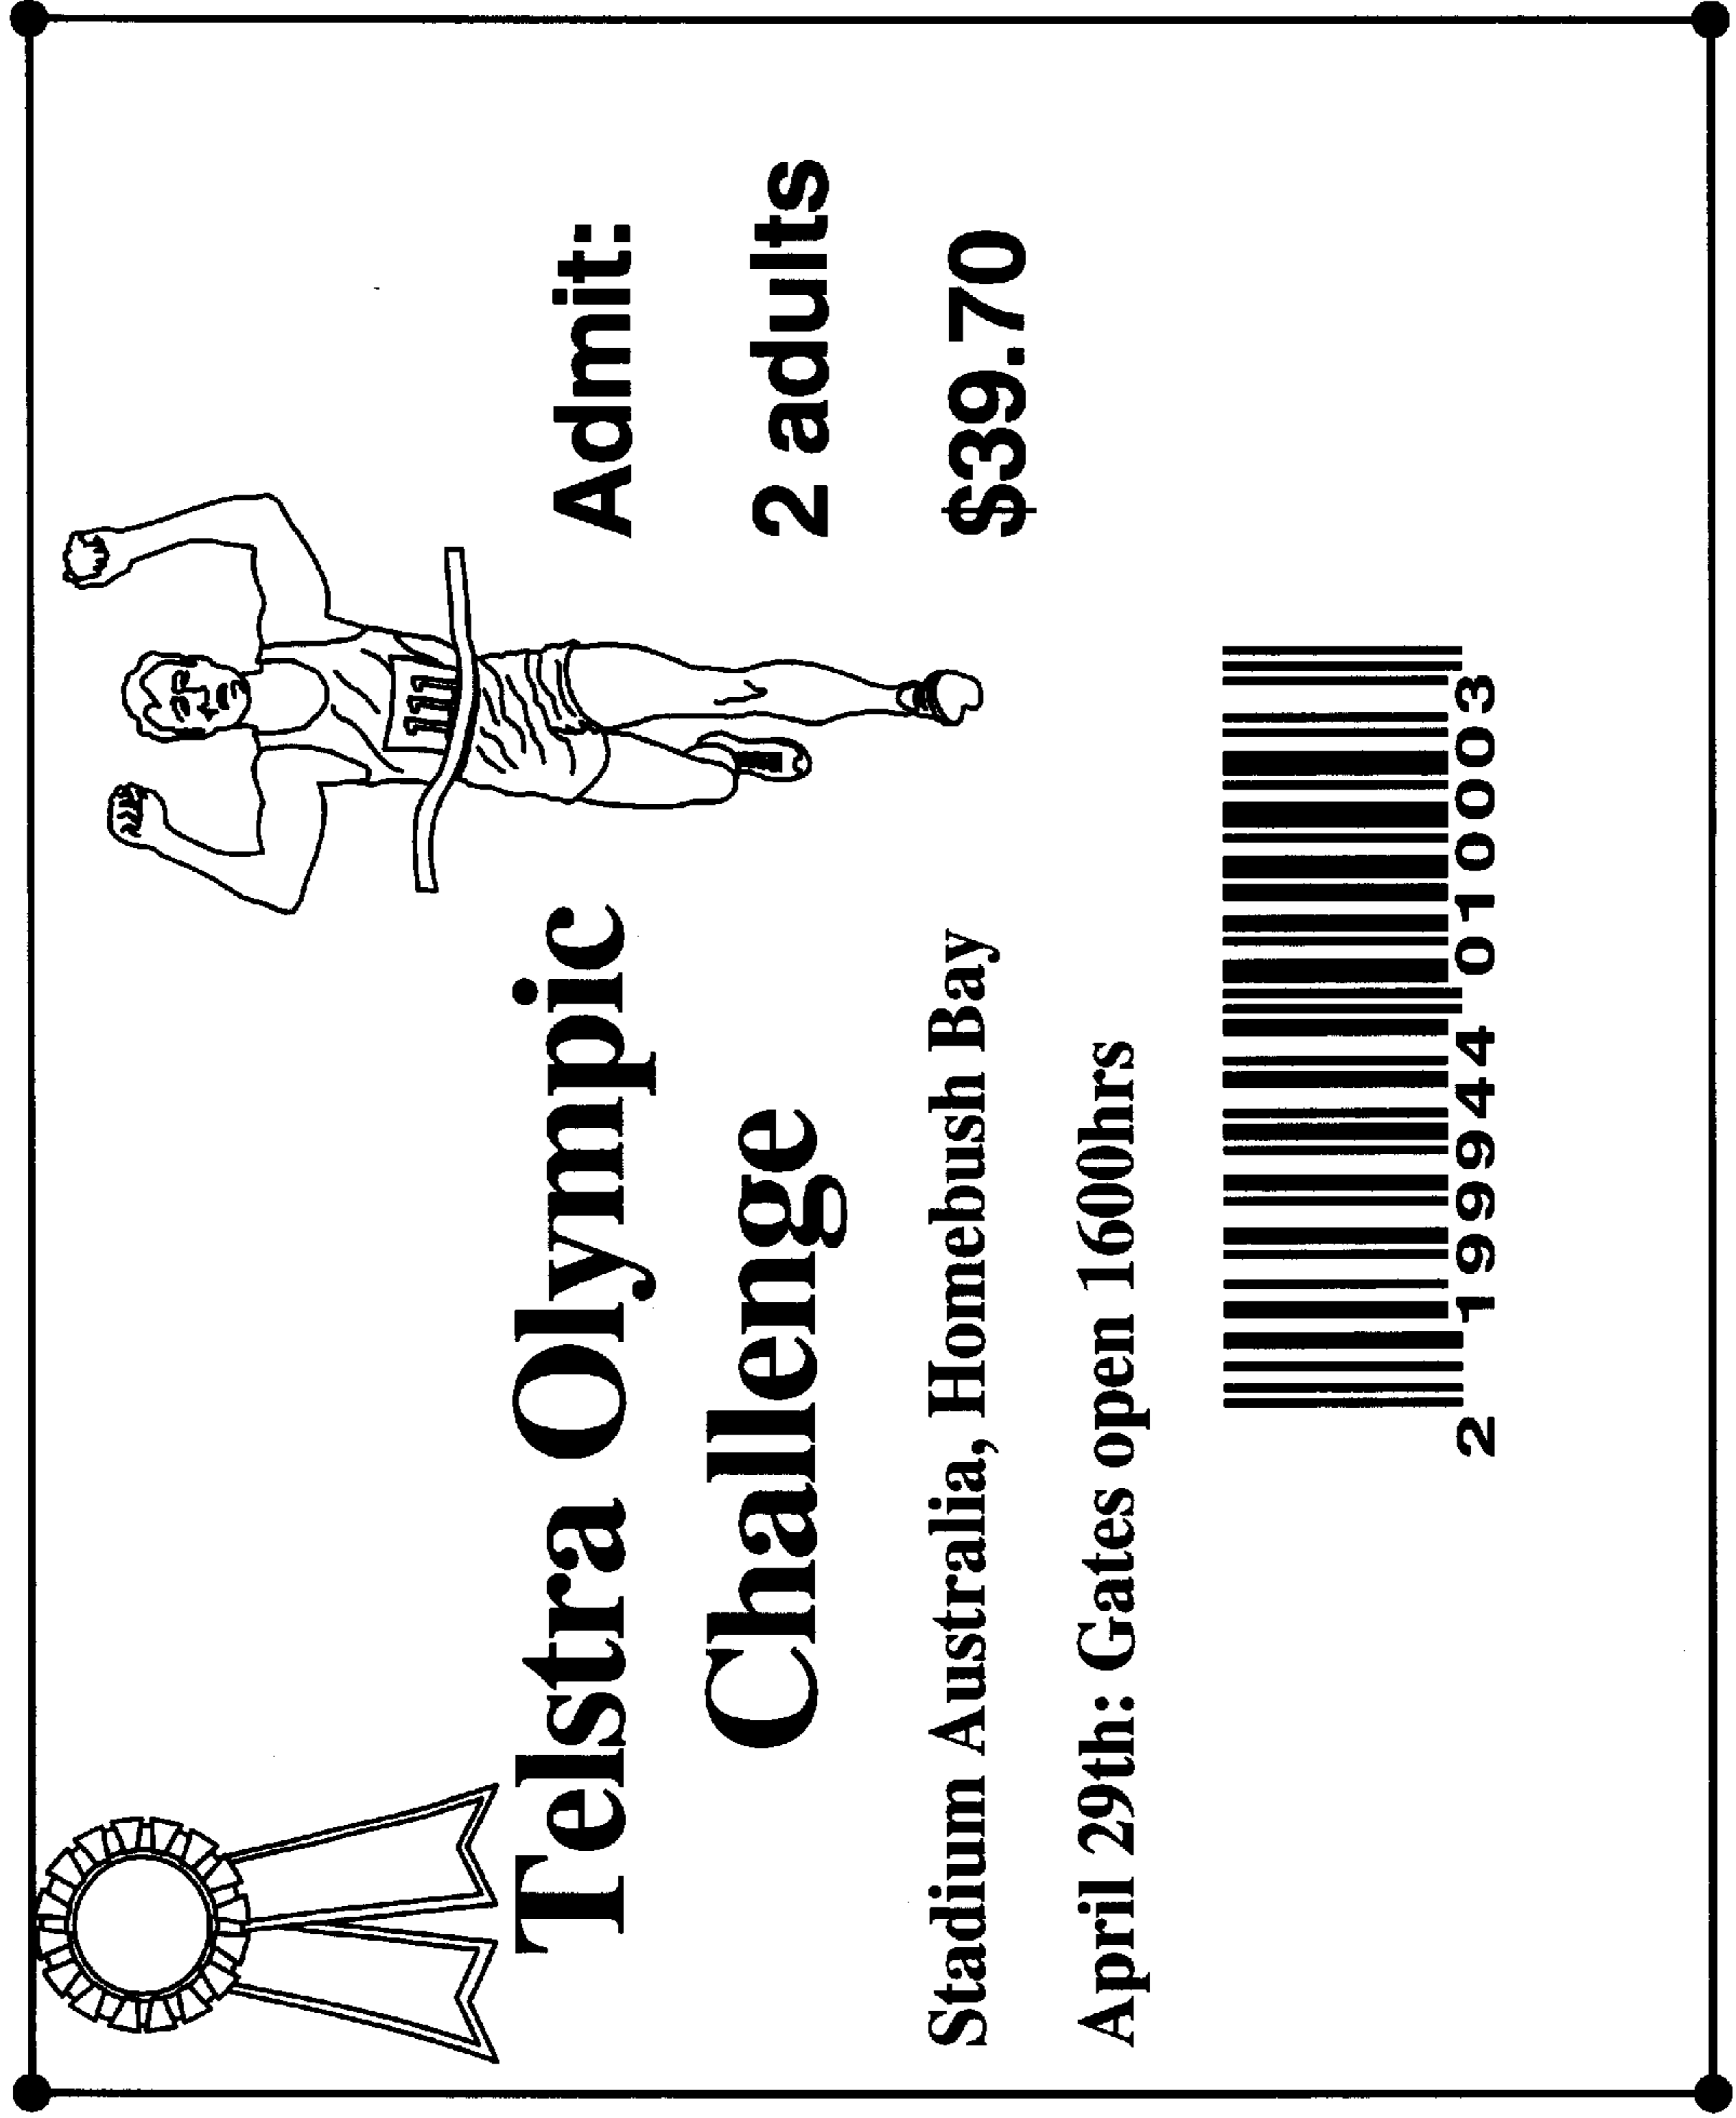 Telstra Olympic
Challenge
Stadium Australia, Homebush Bay
April 29th: Gates open 1600hrs
Admit:
2 adults
$39.70
2 199944 010003